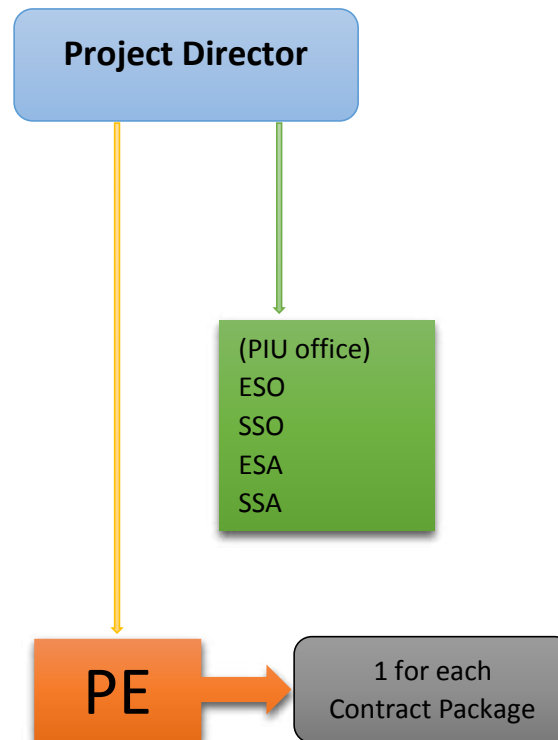 Project Director
(PIU office)
ESO
SSO
ESA
SSA
PE
1 for each
Contract Package